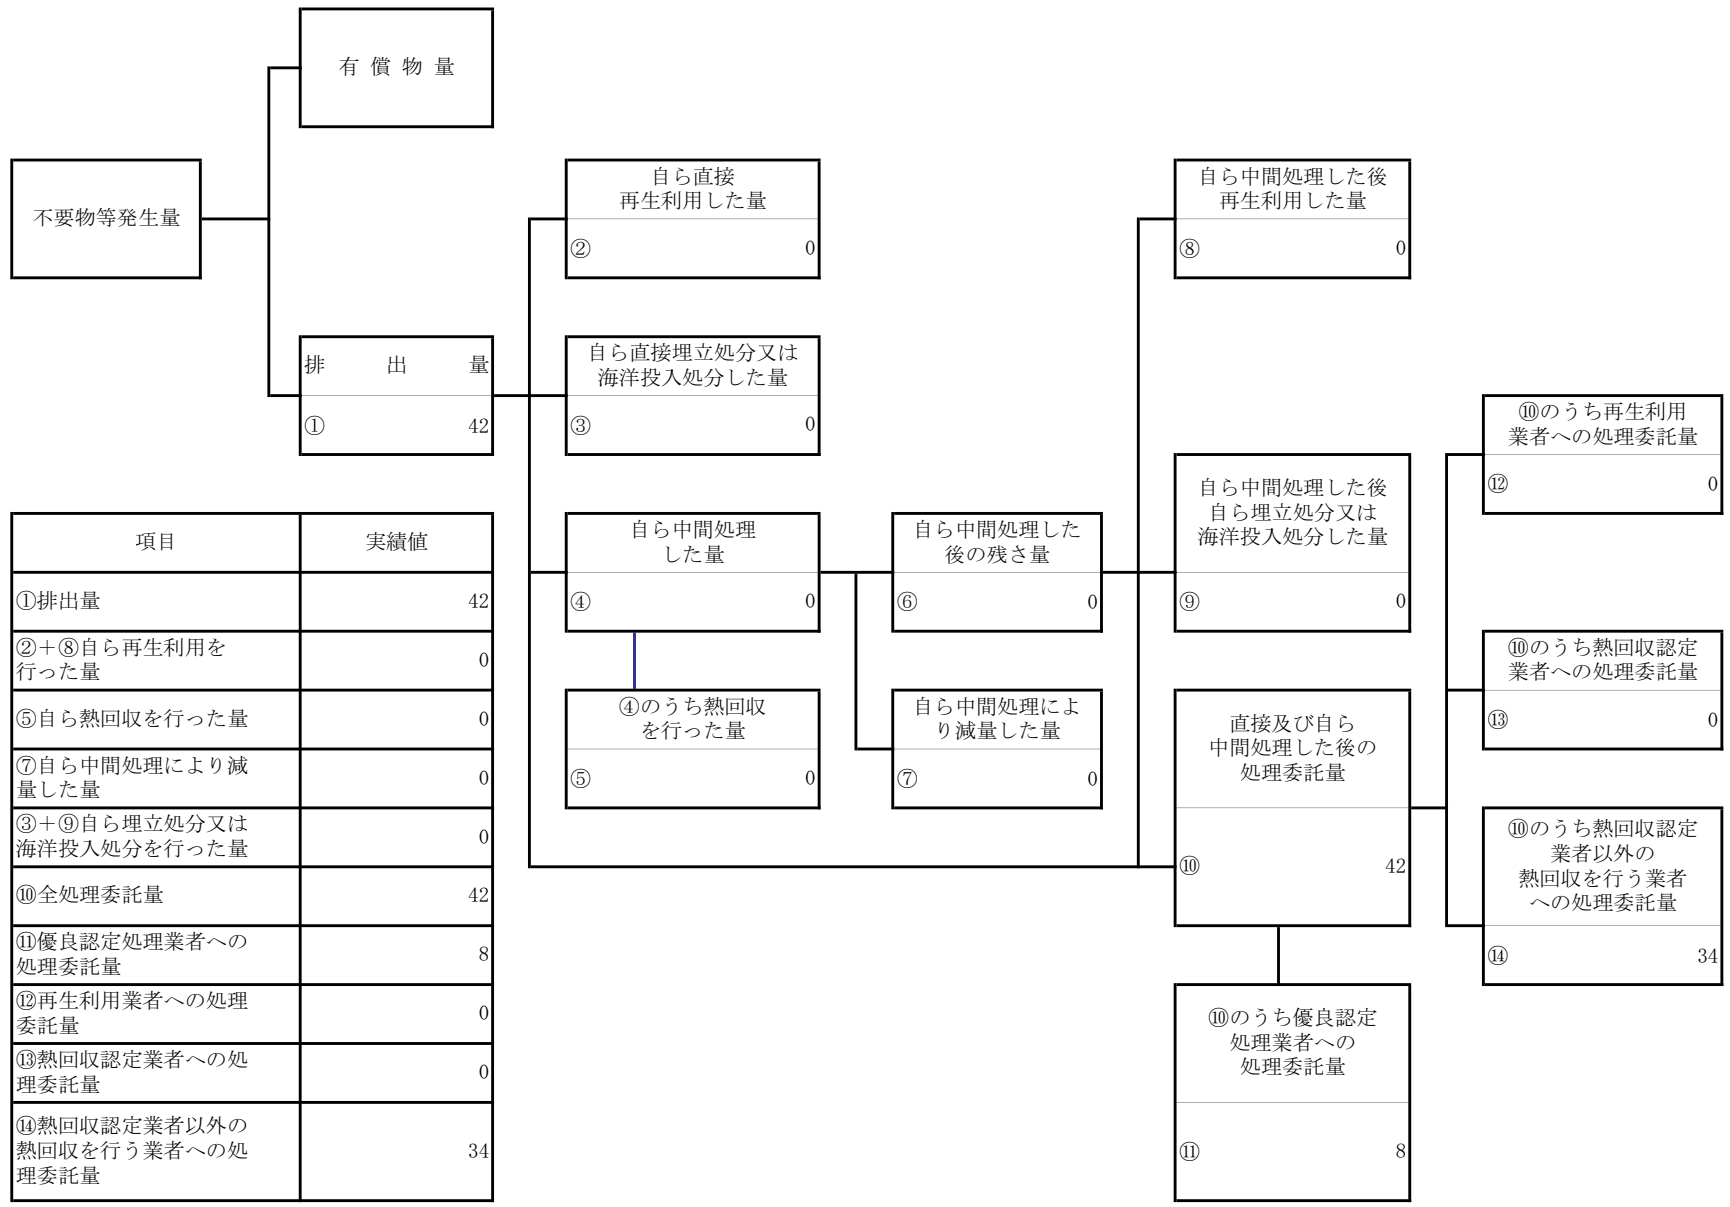 有 償 物 量
不要物等発生量
自ら直接
再生利用した量
② 0
自ら中間処理した後
再生利用した量
⑧ 0
排 出 量
① 42
自ら直接埋立処分又は
海洋投入処分した量
③ 0
⑩のうち再生利用
業者への処理委託量
⑫ 0
自ら中間処理した後
自ら埋立処分又は
海洋投入処分した量
⑨ 0
自ら中間処理
した量
④ 0
自ら中間処理した
後の残さ量
⑥ 0
⑩のうち熱回収認定
業者への処理委託量
⑬ 0
④のうち熱回収
を行った量
⑤ 0
自ら中間処理によ
り減量した量
⑦ 0
直接及び自ら
中間処理した後の
処理委託量
⑩ 42
⑩のうち熱回収認定
業者以外の
熱回収を行う業者
への処理委託量
⑭ 34
⑩のうち優良認定
処理業者への
処理委託量
⑪ 8
項目 実績値
①排出量 42
②＋⑧自ら再生利用を
行った量 0
⑤自ら熱回収を行った量 0
⑦自ら中間処理により減
量した量 0
③＋⑨自ら埋立処分又は
海洋投入処分を行った量 0
⑩全処理委託量 42
⑪優良認定処理業者への
処理委託量 8
⑫再生利用業者への処理
委託量 0
⑬熱回収認定業者への処
理委託量 0
⑭熱回収認定業者以外の
熱回収を行う業者への処
理委託量 34